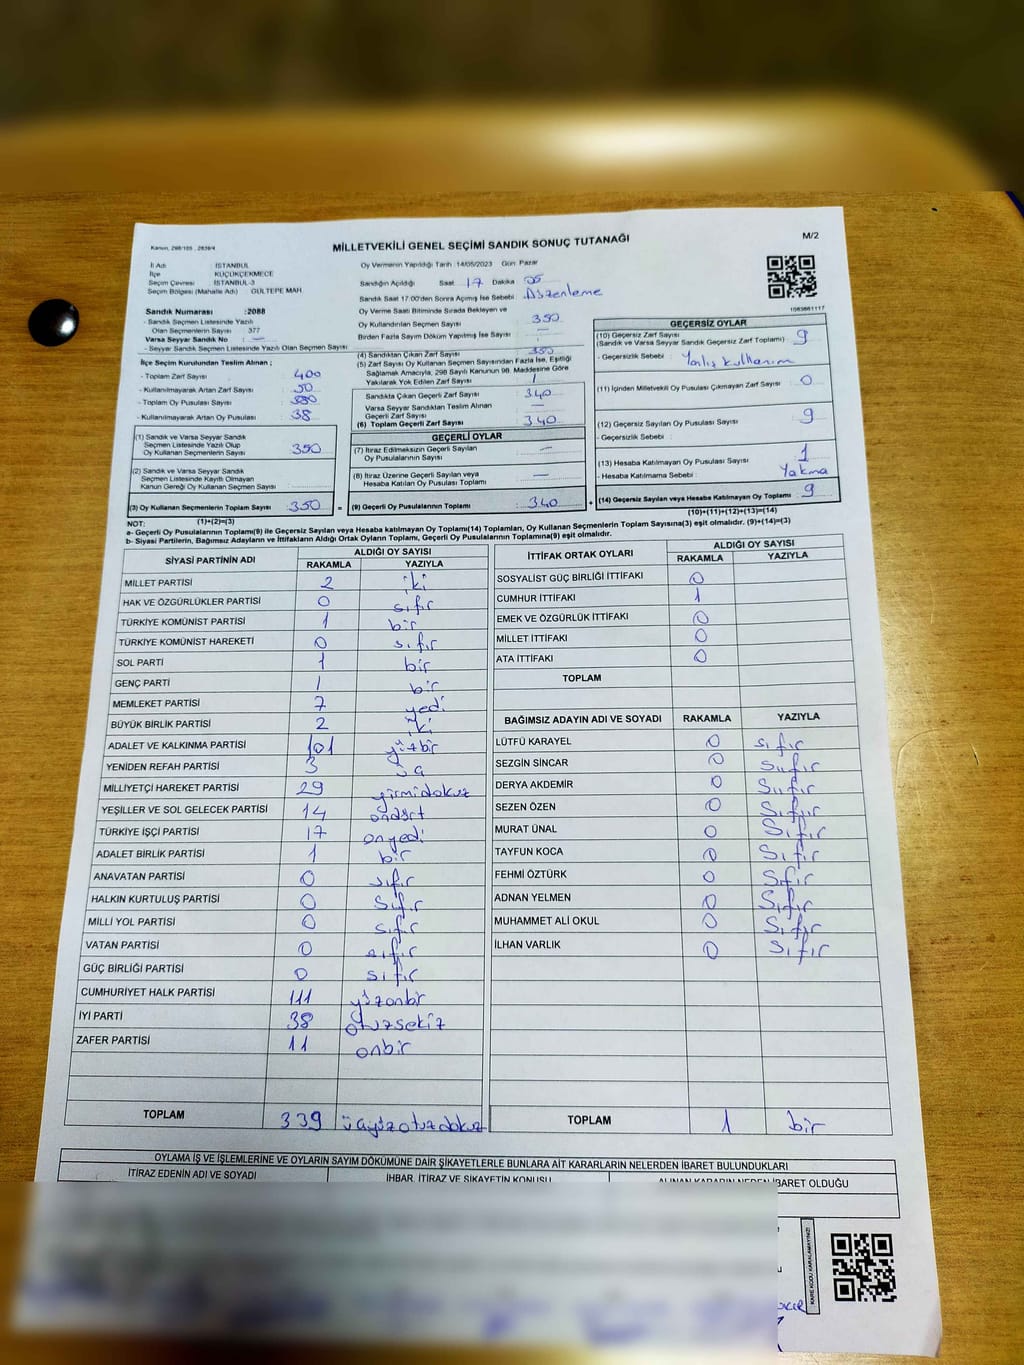 Kanun, 298/105 , 2839/4
MİLLETVEKİLİ GENEL SEÇİMİ SANDIK SONUÇ TUTANAĞI
M/2
İl Adı İSTANBUL
İlçe KÜÇÜKÇEKMECE
Seçim Çevresi İSTANBUL-3
Seçim Bölgesi (Mahalle Adı) GÜLTEPE MAH.
Sandık Numarası :2088
- Sandık Seçmen Listesinde Yazılı
Olan Seçmenlerin Sayısı 377
Varsa Seyyar Sandık No : —
- Seyyar Sandık Seçmen Listesinde Yazılı Olan Seçmen Sayısı
İlçe Seçim Kurulundan Teslim Alınan ;
- Toplam Zarf Sayısı : 400
- Kullanılmayarak Artan Zarf Sayısı : 50
- Toplam Oy Pusulası Sayısı
- Kullanılmayarak Artan Oy Pusulası : 38
(1) Sandık ve Varsa Seyyar Sandık
Seçmen Listesinde Yazılı Olup
Oy Kullanan Seçmenlerin Sayısı : 350
(2) Sandık ve Varsa Seyyar Sandık
Seçmen Listesinde Kayıtlı Olmayan
Kanun Gereği Oy Kullanan Seçmen Sayısı
(3) Oy Kullanan Seçmenlerin Toplam Sayısı : 350
(1)+(2)=(3)
Oy Vermenin Yapıldığı Tarih :14/05/2023 Gün Pazar
Sandığın Açıldığı Saat 17 Dakika 05
Sandık Saat 17:00'den Sonra Açımış İse Sebebi : Düzenleme
Oy Verme Saati Bitiminde Sırada Bekleyen ve
Oy Kullandırılan Seçmen Sayısı : 350
Birden Fazla Sayım Döküm Yapılmış İse Sayısı : —
(4) Sandıktan Çıkan Zarf Sayısı : 350
(5) Zarf Sayısı Oy Kullanan Seçmen Sayısından Fazla İse, Eşitliği
Sağlamak Amacıyla, 298 Sayılı Kanunun 98. Maddesine Göre
Yakılarak Yok Edilen Zarf Sayısı
Sandıkta Çıkan Geçerli Zarf Sayısı : 340
Varsa Seyyar Sandıktan Teslim Alınan
Geçerli Zarf Sayısı : —
(6) Toplam Geçerli Zarf Sayısı : 340
GEÇERLİ OYLAR
(7) İtiraz Edilmeksizin Geçerli Sayılan
Oy Pusulalarının Sayısı : —
(8) İtiraz Üzerine Geçerli Sayılan veya
Hesaba Katılan Oy Pusulası Toplamı : —
= (9) Geçerli Oy Pusulalarının Toplamı : 340
1063661117
GEÇERSİZ OYLAR
(10) Geçersiz Zarf Sayısı
(Sandık ve Varsa Seyyar Sandık Geçersiz Zarf Toplamı) : 9
- Geçersizlik Sebebi : Yanlış kullanım
(11) İçinden Milletvekili Oy Pusulası Çıkmayan Zarf Sayısı : 0
(12) Geçersiz Sayılan Oy Pusulası Sayısı : 9
- Geçersizlik Sebebi :
(13) Hesaba Katılmayan Oy Pusulası Sayısı : 1
- Hesaba Katılmama Sebebi : Yakma
+ (14) Geçersiz Sayılan veya Hesaba Katılmayan Oy Toplamı : 9
(10)+(11)+(12)+(13)=(14)
NOT:
a- Geçerli Oy Pusulalarının Toplamı(9) ile Geçersiz Sayılan veya Hesaba katılmayan Oy Toplamı(14) Toplamları, Oy Kullanan Seçmenlerin Toplam Sayısına(3) eşit olmalıdır. (9)+(14)=(3)
b- Siyasi Partilerin, Bağımsız Adayların ve İttifakların Aldığı Ortak Oyların Toplamı, Geçerli Oy Pusulalarının Toplamına(9) eşit olmalıdır.
SİYASİ PARTİNİN ADI ALDIĞI OY SAYISI
RAKAMLA YAZIYLA
MİLLET PARTİSİ 2 iki
HAK VE ÖZGÜRLÜKLER PARTİSİ 0 sıfır
TÜRKİYE KOMÜNİST PARTİSİ 1 bir
TÜRKİYE KOMÜNİST HAREKETİ 0 sıfır
SOL PARTİ 1 bir
GENÇ PARTİ 1 bir
MEMLEKET PARTİSİ 7 yedi
BÜYÜK BİRLİK PARTİSİ 2 iki
ADALET VE KALKINMA PARTİSİ 101 yüzbir
YENİDEN REFAH PARTİSİ 3 üç
MİLLİYETÇİ HAREKET PARTİSİ 29 yirmidokuz
YEŞİLLER VE SOL GELECEK PARTİSİ 14 ondört
TÜRKİYE İŞÇİ PARTİSİ 17 onyedi
ADALET BİRLİK PARTİSİ 1 bir
ANAVATAN PARTİSİ 0 sıfır
HALKIN KURTULUŞ PARTİSİ 0 sıfır
MİLLİ YOL PARTİSİ 0 sıfır
VATAN PARTİSİ 0 sıfır
GÜÇ BİRLİĞİ PARTİSİ 0 sıfır
CUMHURİYET HALK PARTİSİ 111 yüzonbir
İYİ PARTİ 38 otuzsekiz
ZAFER PARTİSİ 11 onbir
TOPLAM 339 üçyüzotuzdokuz
İTTİFAK ORTAK OYLARI ALDIĞI OY SAYISI
RAKAMLA YAZIYLA
SOSYALİST GÜÇ BİRLİĞİ İTTİFAKI 0
CUMHUR İTTİFAKI 1
EMEK VE ÖZGÜRLÜK İTTİFAKI 0
MİLLET İTTİFAKI 0
ATA İTTİFAKI 0
TOPLAM
BAĞIMSIZ ADAYIN ADI VE SOYADI RAKAMLA YAZIYLA
LÜTFÜ KARAYEL 0 sıfır
SEZGİN SİNCAR 0 Sıfır
DERYA AKDEMİR 0 Sıfır
SEZEN ÖZEN 0 Sıfır
MURAT ÜNAL 0 Sıfır
TAYFUN KOCA 0 Sıfır
FEHMİ ÖZTÜRK 0 Sıfır
ADNAN YELMEN 0 Sıfır
MUHAMMET ALİ OKUL 0 Sıfır
İLHAN VARLIK 0 Sıfır
TOPLAM 1 bir
OYLAMA İŞ VE İŞLEMLERİNE VE OYLARIN SAYIM DÖKÜMÜNE DAİR ŞİKAYETLERLE BUNLARA AİT KARARLARIN NELERDEN İBARET BULUNDUKLARI
İTİRAZ EDENİN ADI VE SOYADI İHBAR, İTİRAZ VE ŞİKAYETİN KONUSU ALINAN KARARIN NEDEN İBARET OLDUĞU
KARE KODU KARALAMAYINIZ!